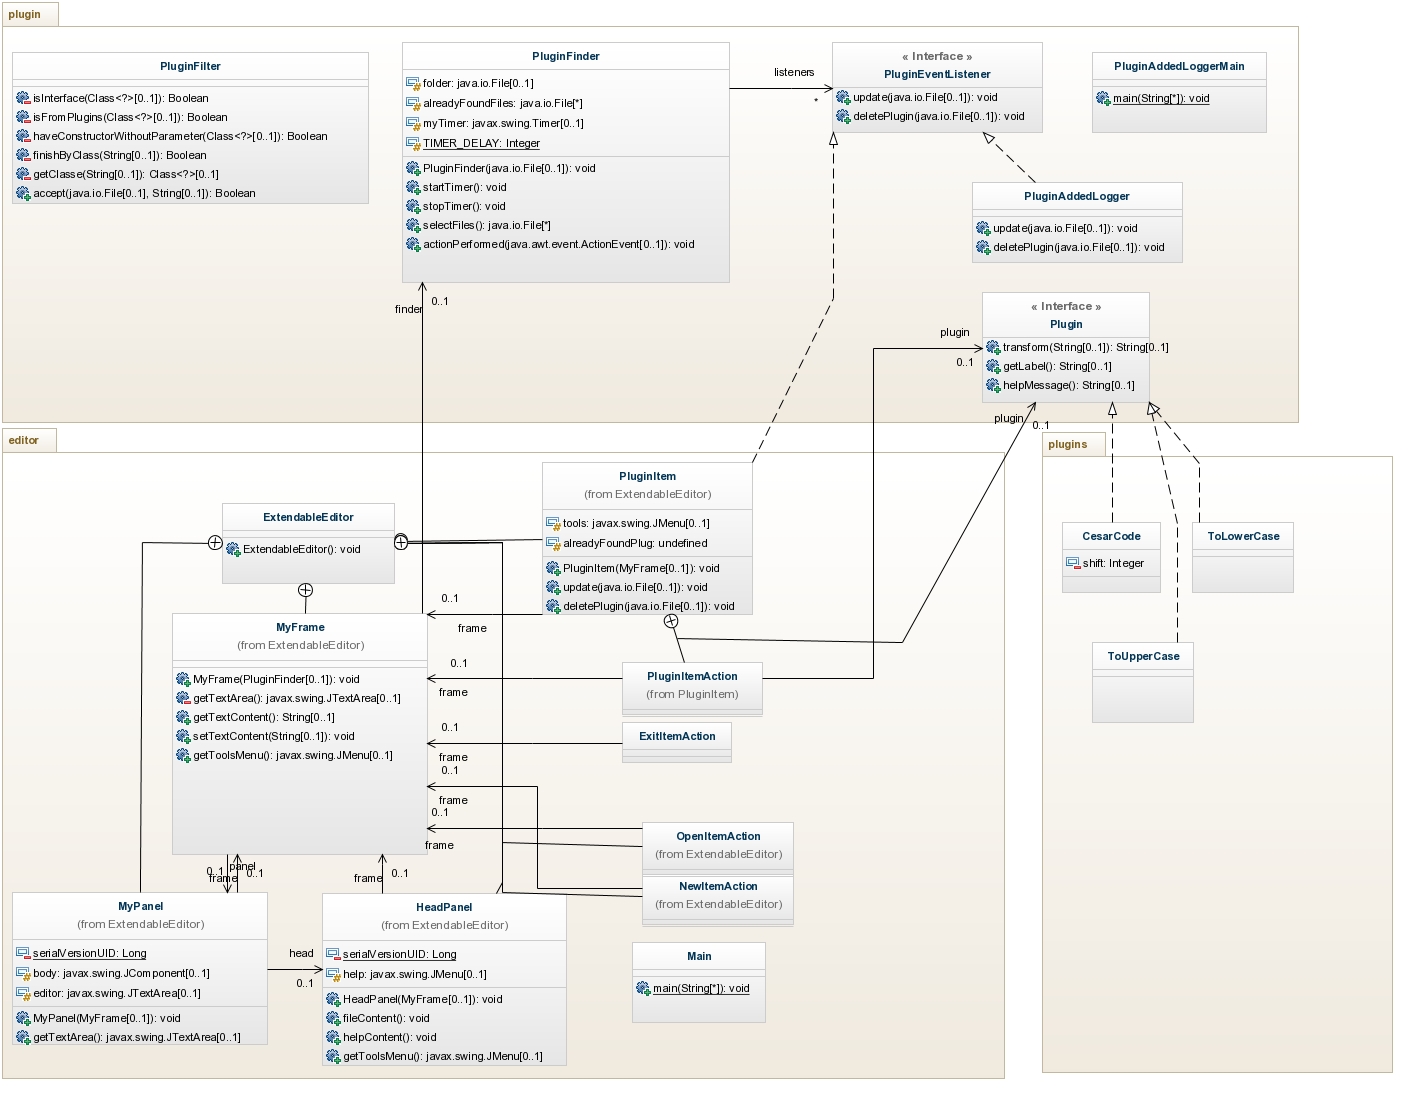 plugin
PluginFilter
isInterface(Class<?>[0..1]): Boolean
isFromPlugins(Class<?>[0..1]): Boolean
haveConstructorWithoutParameter(Class<?>[0..1]): Boolean
finishByClass(String[0..1]): Boolean
getClasse(String[0..1]): Class<?>[0..1]
accept(java.io.File[0..1], String[0..1]): Boolean
PluginFinder
folder: java.io.File[0..1]
alreadyFoundFiles: java.io.File[*]
myTimer: javax.swing.Timer[0..1]
TIMER_DELAY: Integer
PluginFinder(java.io.File[0..1]): void
startTimer(): void
stopTimer(): void
selectFiles(): java.io.File[*]
actionPerformed(java.awt.event.ActionEvent[0..1]): void
listeners
*
« Interface »
PluginEventListener
update(java.io.File[0..1]): void
deletePlugin(java.io.File[0..1]): void
PluginAddedLoggerMain
main(String[*]): void
PluginAddedLogger
update(java.io.File[0..1]): void
deletePlugin(java.io.File[0..1]): void
« Interface »
Plugin
transform(String[0..1]): String[0..1]
getLabel(): String[0..1]
helpMessage(): String[0..1]
plugin
0..1
finder
0..1
plugin
0..1
editor
ExtendableEditor
ExtendableEditor(): void
PluginItem
(from ExtendableEditor)
tools: javax.swing.JMenu[0..1]
alreadyFoundPlug: undefined
PluginItem(MyFrame[0..1]): void
update(java.io.File[0..1]): void
deletePlugin(java.io.File[0..1]): void
MyFrame
(from ExtendableEditor)
MyFrame(PluginFinder[0..1]): void
getTextArea(): javax.swing.JTextArea[0..1]
getTextContent(): String[0..1]
setTextContent(String[0..1]): void
getToolsMenu(): javax.swing.JMenu[0..1]
0..1
frame
0..1
frame
0..1
frame
0..1
frame
0..1
frame
PluginItemAction
(from PluginItem)
ExitItemAction
OpenItemAction
(from ExtendableEditor)
NewItemAction
(from ExtendableEditor)
0..1
panel
frame
0..1
frame
0..1
MyPanel
(from ExtendableEditor)
serialVersionUID: Long
body: javax.swing.JComponent[0..1]
editor: javax.swing.JTextArea[0..1]
MyPanel(MyFrame[0..1]): void
getTextArea(): javax.swing.JTextArea[0..1]
head
0..1
HeadPanel
(from ExtendableEditor)
serialVersionUID: Long
help: javax.swing.JMenu[0..1]
HeadPanel(MyFrame[0..1]): void
fileContent(): void
helpContent(): void
getToolsMenu(): javax.swing.JMenu[0..1]
Main
main(String[*]): void
plugins
CesarCode
shift: Integer
ToLowerCase
ToUpperCase